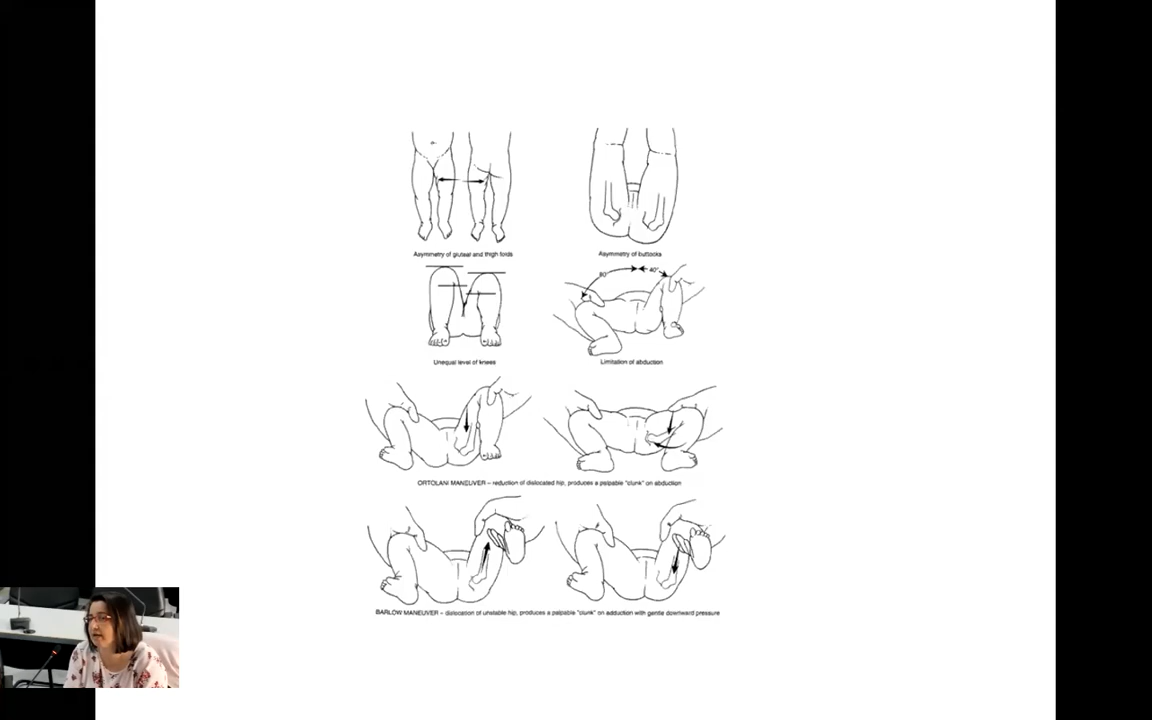 Asymmetry of gluteal and thigh folds
Asymmetry of buttocks
80°
40°
Unequal level of knees
Limitation of abduction
ORTOLANI MANEUVER – reduction of dislocated hip, produces a palpable "clunk" on abduction
BARLOW MANEUVER – dislocation of unstable hip, produces a palpable "clunk" on adduction with gentle downward pressure